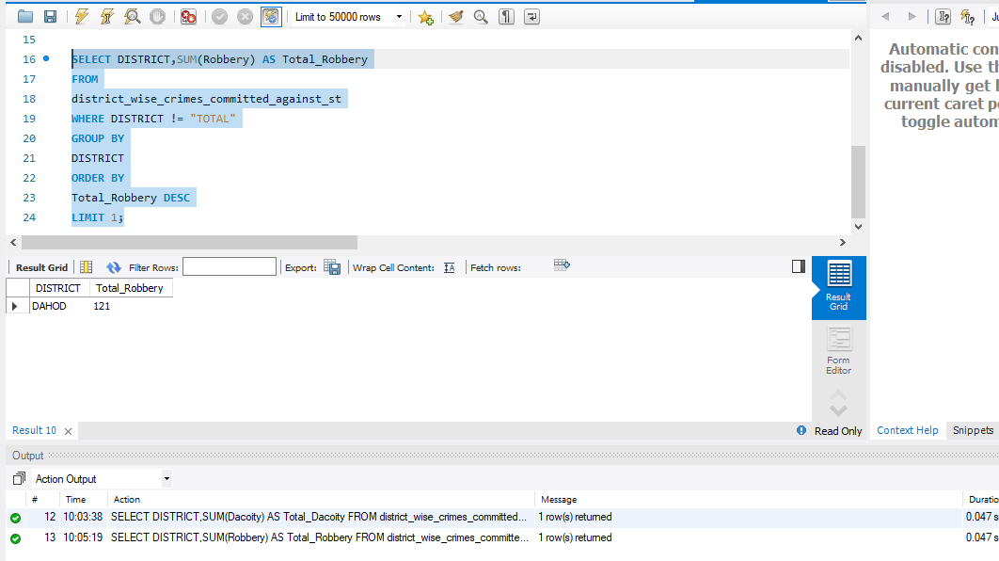 Limit to 50000 rows
15
16 SELECT DISTRICT,SUM(Robbery) AS Total_Robbery
17 FROM
18 district_wise_crimes_committed_against_st
19 WHERE DISTRICT != "TOTAL"
20 GROUP BY
21 DISTRICT
22 ORDER BY
23 Total_Robbery DESC
24 LIMIT 1;
Automatic con
disabled. Use th
manually get
current caret p
toggle autom
Result Grid Filter Rows: Export: Wrap Cell Content: Fetch rows:
DISTRICT Total_Robbery
DAHOD 121
Result
Grid
Form
Editor
Result 10 Read Only Context Help Snippets
Output
Action Output
# Time Action Message Duratio
12 10:03:38 SELECT DISTRICT,SUM(Dacoity) AS Total_Dacoity FROM district_wise_crimes_committed... 1 row(s) returned 0.047 s
13 10:05:19 SELECT DISTRICT,SUM(Robbery) AS Total_Robbery FROM district_wise_crimes_committe... 1 row(s) returned 0.047 s